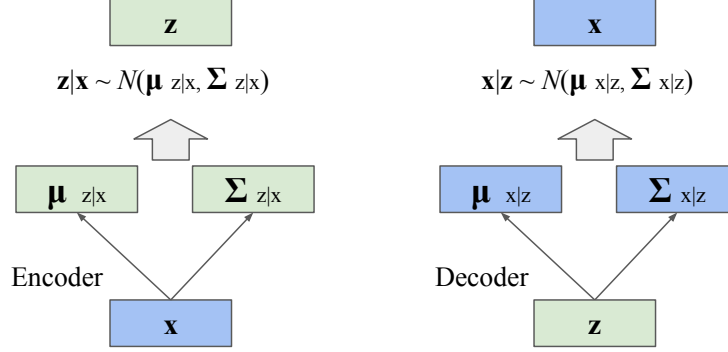 z
z|x ~ N(μ z|x, Σ z|x)
μ z|x
Σ z|x
Encoder
x
x
x|z ~ N(μ x|z, Σ x|z)
μ x|z
Σ x|z
Decoder
z